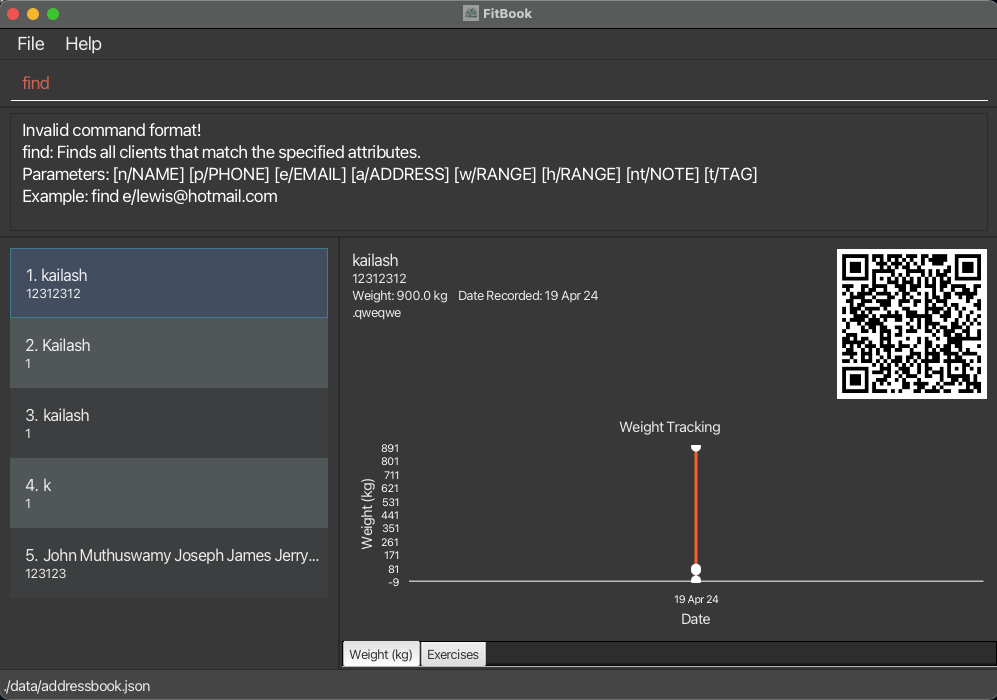 FitBook
File Help
find
Invalid command format!
find: Finds all clients that match the specified attributes.
Parameters: [n/NAME] [p/PHONE] [e/EMAIL] [a/ADDRESS] [w/RANGE] [h/RANGE] [nt/NOTE] [t/TAG]
Example: find e/lewis@hotmail.com
1. kailash
12312312
2. Kailash
1
3. kailash
1
4. k
1
5. John Muthuswamy Joseph James Jerry...
123123
kailash
12312312
Weight: 900.0 kg Date Recorded: 19 Apr 24
.qweqwe
Weight Tracking
Weight (kg)
891
801
711
621
531
441
351
261
171
81
-9
19 Apr 24
Date
Weight (kg) Exercises
./data/addressbook.json